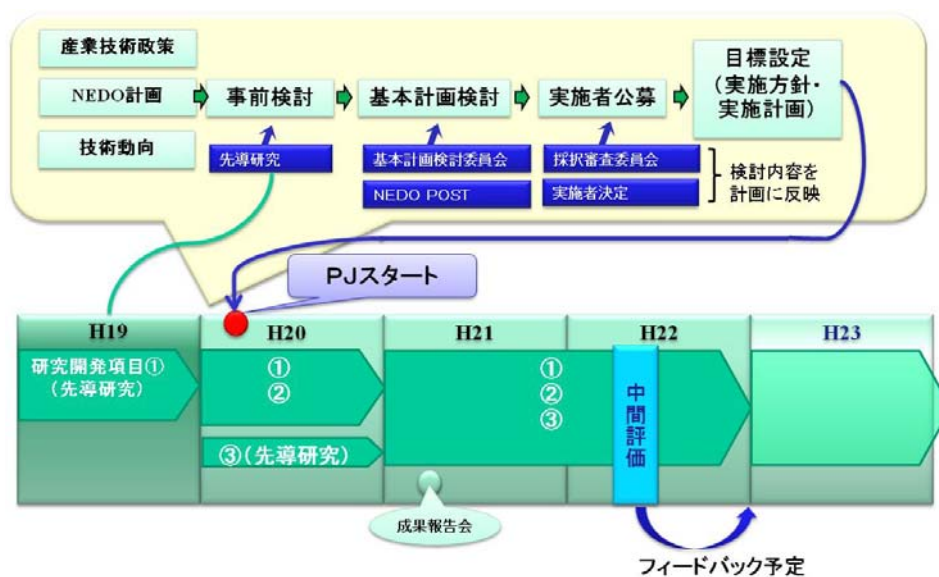 産業技術政策
NEDO計画
技術動向
事前検討
基本計画検討
実施者公募
目標設定
(実施方針・
実施計画)
先導研究
基本計画検討委員会
NEDO POST
採択審査委員会
実施者決定
検討内容を
計画に反映
PJスタート
H19
H20
H21
H22
H23
研究開発項目①
(先導研究)
①
②
③(先導研究)
①
②
③
中間評価
成果報告会
フィードバック予定